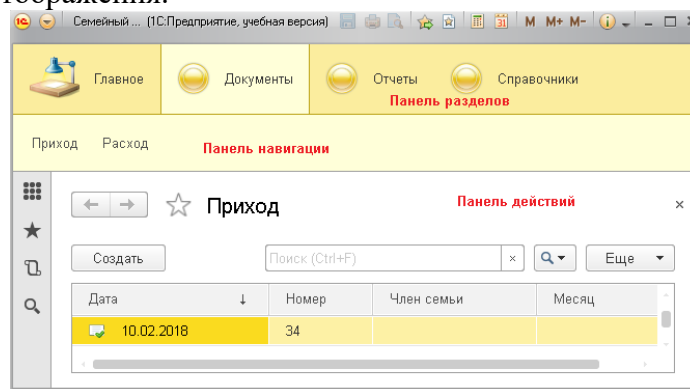 ображения.
Семейный ... (1С:Предприятие, учебная версия) M M+ M-
Главное Документы Отчеты Справочники
Панель разделов
Приход Расход Панель навигации
Приход Панель действий
Создать Поиск (Ctrl+F) Еще
Дата ↓ Номер Член семьи Месяц
10.02.2018 34